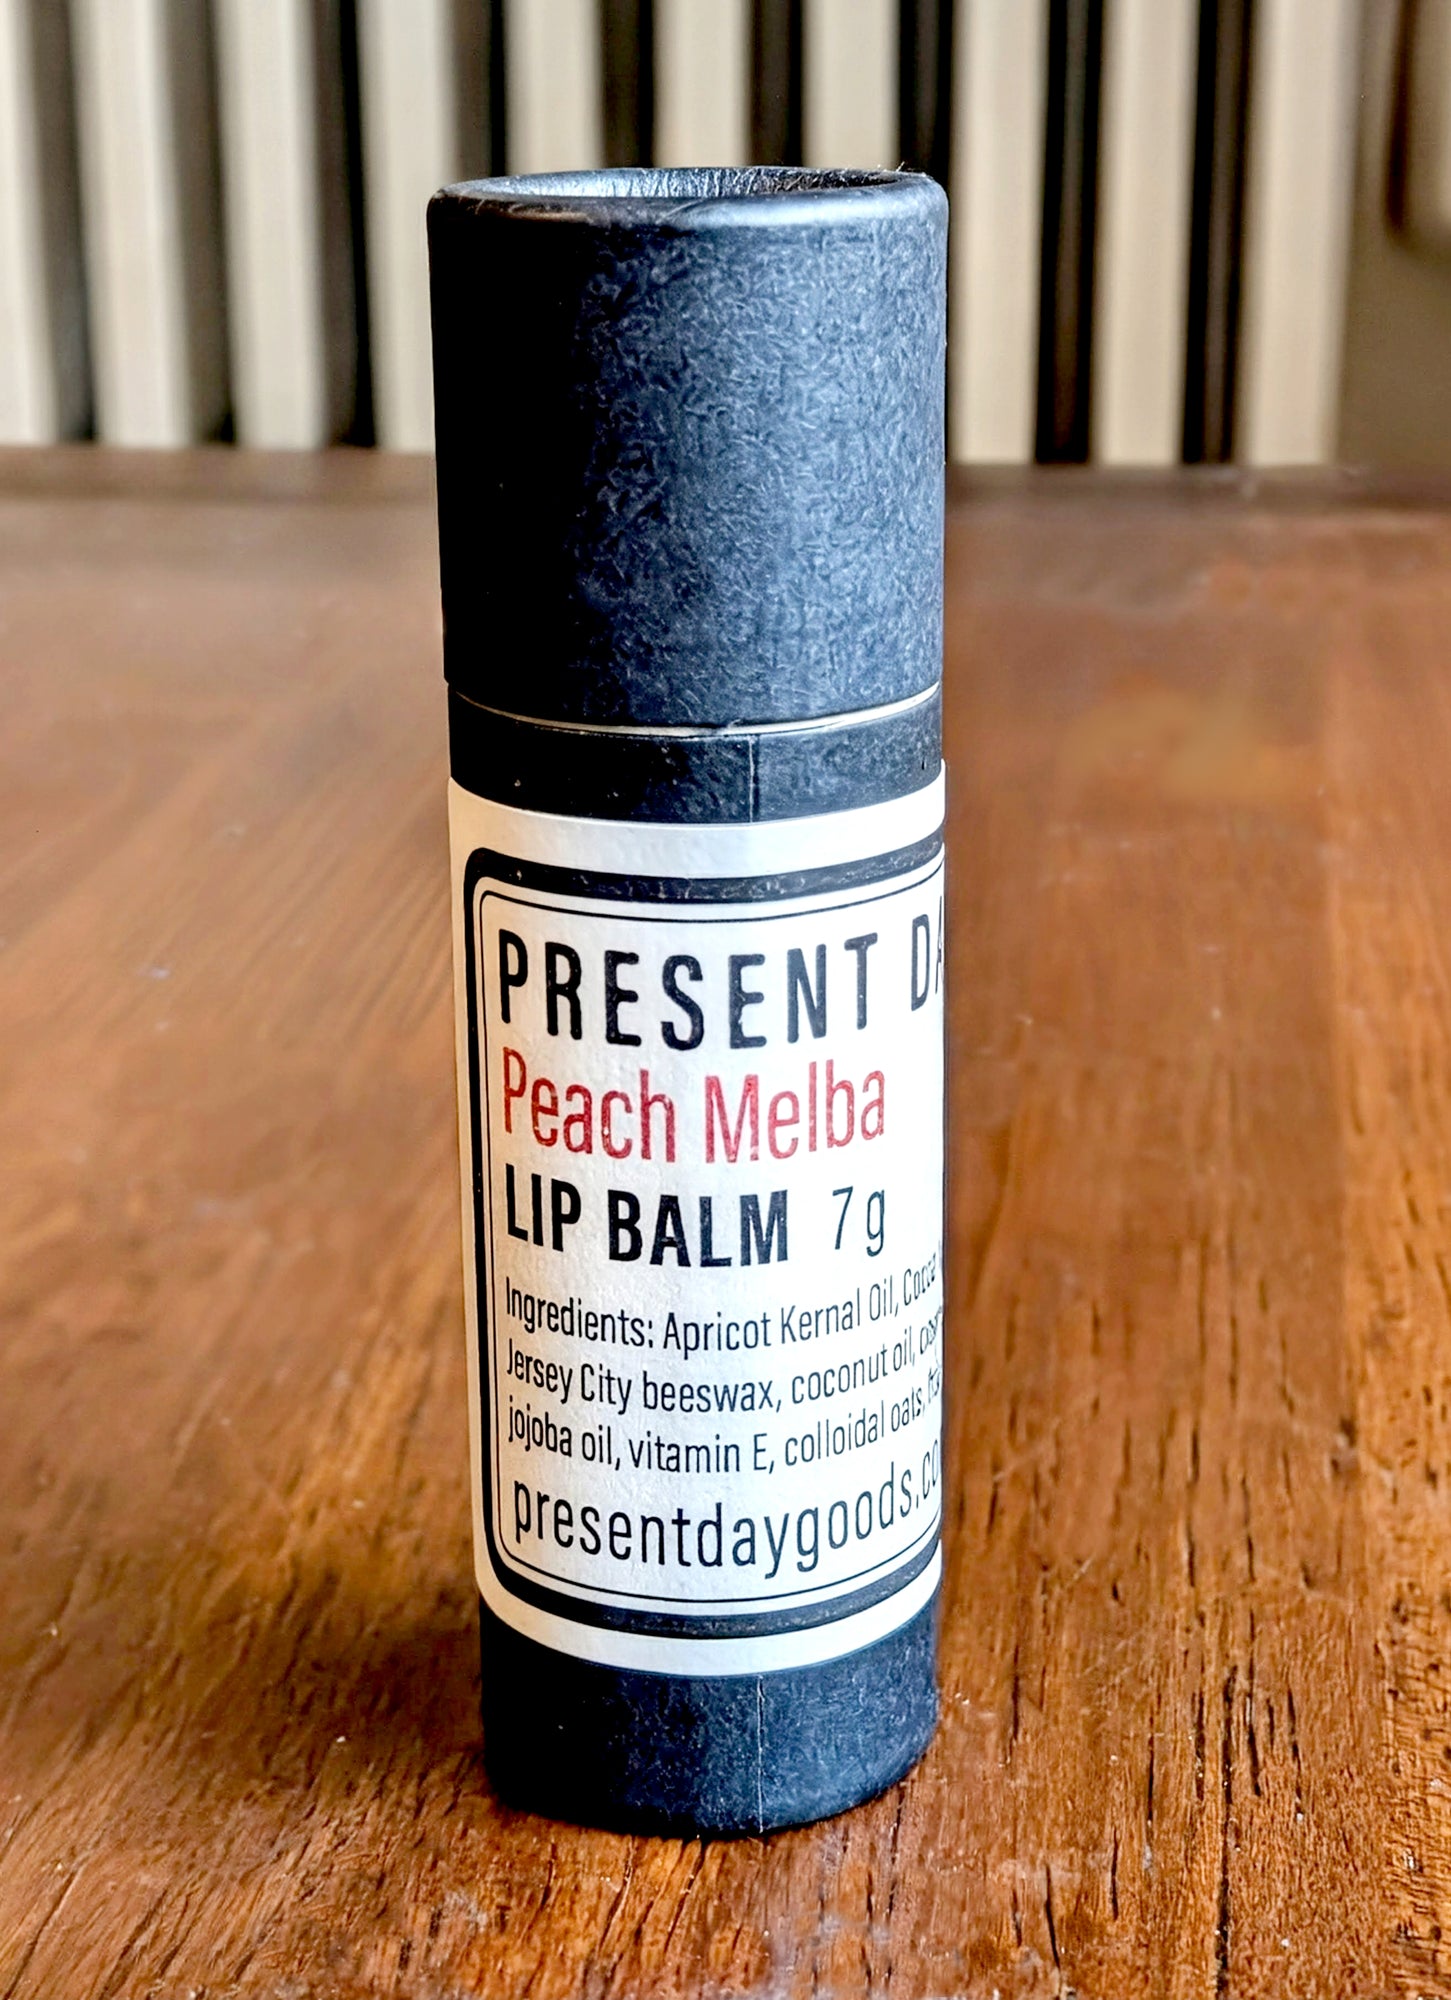 PRESENT DA
Peach Melba
LIP BALM 7g
Ingredients: Apricot Kernal Oil, Cocoa
Jersey City beeswax, coconut oil,
jojoba oil, vitamin E, colloidal oats,
presentdaygoods.co